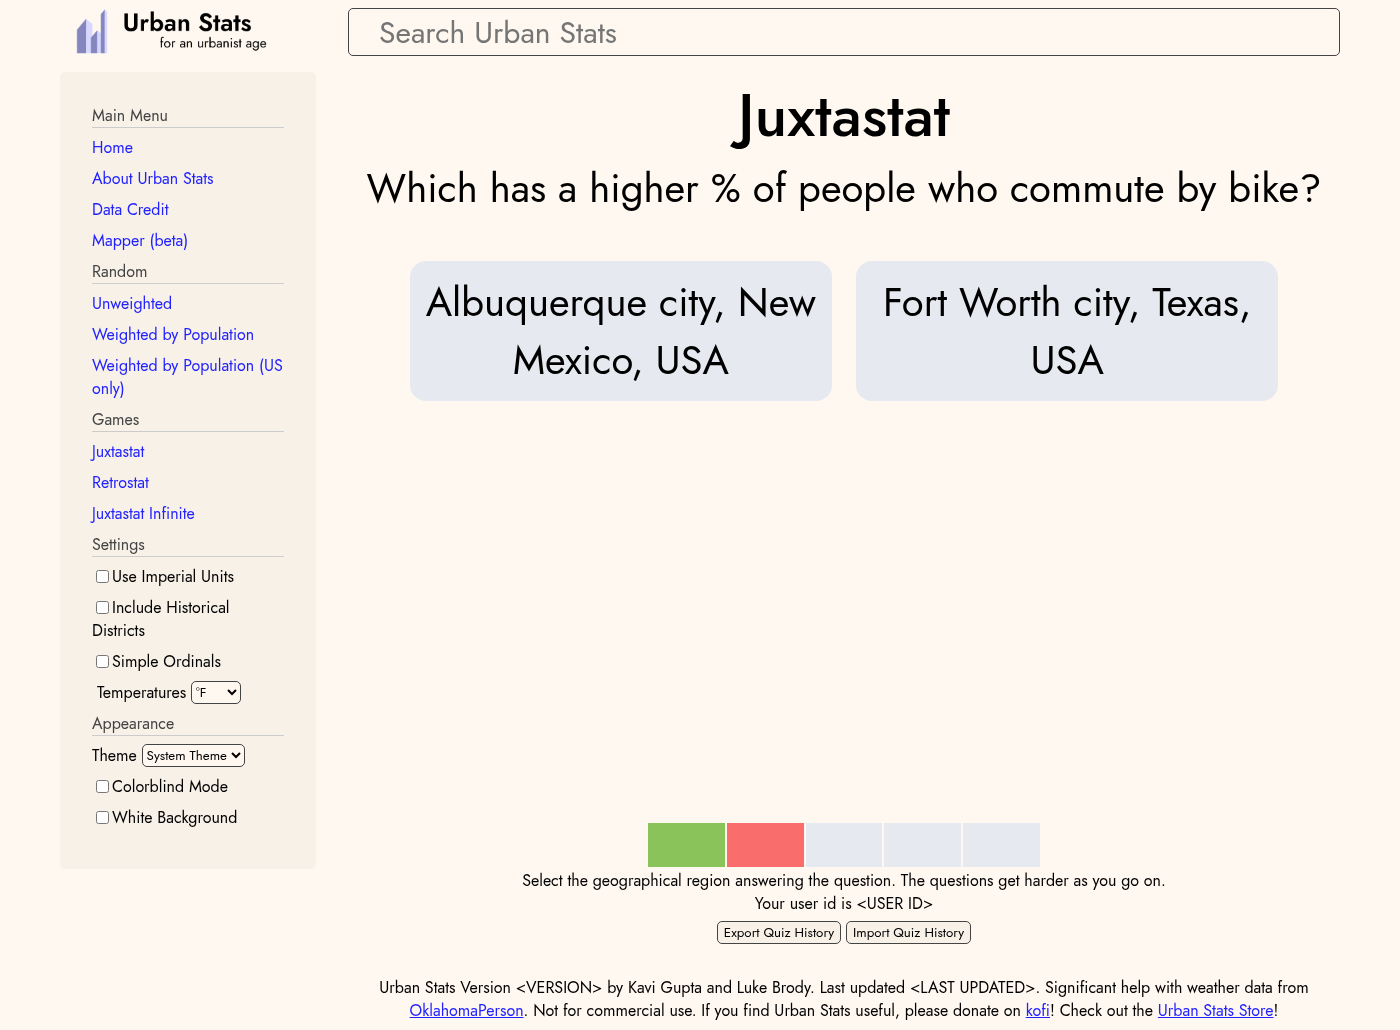 Urban Stats
for an urbanist age
Search Urban Stats
Main Menu
Home
About Urban Stats
Data Credit
Mapper (beta)
Random
Unweighted
Weighted by Population
Weighted by Population (US
only)
Games
Juxtastat
Retrostat
Juxtastat Infinite
Settings
Use Imperial Units
Include Historical
Districts
Simple Ordinals
Temperatures °F
Appearance
Theme System Theme
Colorblind Mode
White Background
Juxtastat
Which has a higher % of people who commute by bike?
Albuquerque city, New
Mexico, USA
Fort Worth city, Texas,
USA
Select the geographical region answering the question. The questions get harder as you go on.
Your user id is <USER ID>
Export Quiz History Import Quiz History
Urban Stats Version <VERSION> by Kavi Gupta and Luke Brody. Last updated <LAST UPDATED>. Significant help with weather data from
OklahomaPerson. Not for commercial use. If you find Urban Stats useful, please donate on kofi! Check out the Urban Stats Store!